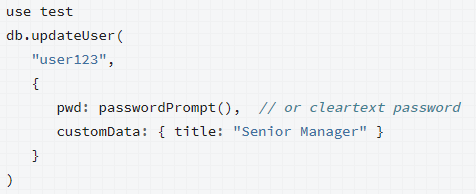 use test
db.updateUser(
   "user123",
   {
      pwd: passwordPrompt(),  // or cleartext password
      customData: { title: "Senior Manager" }
   }
)